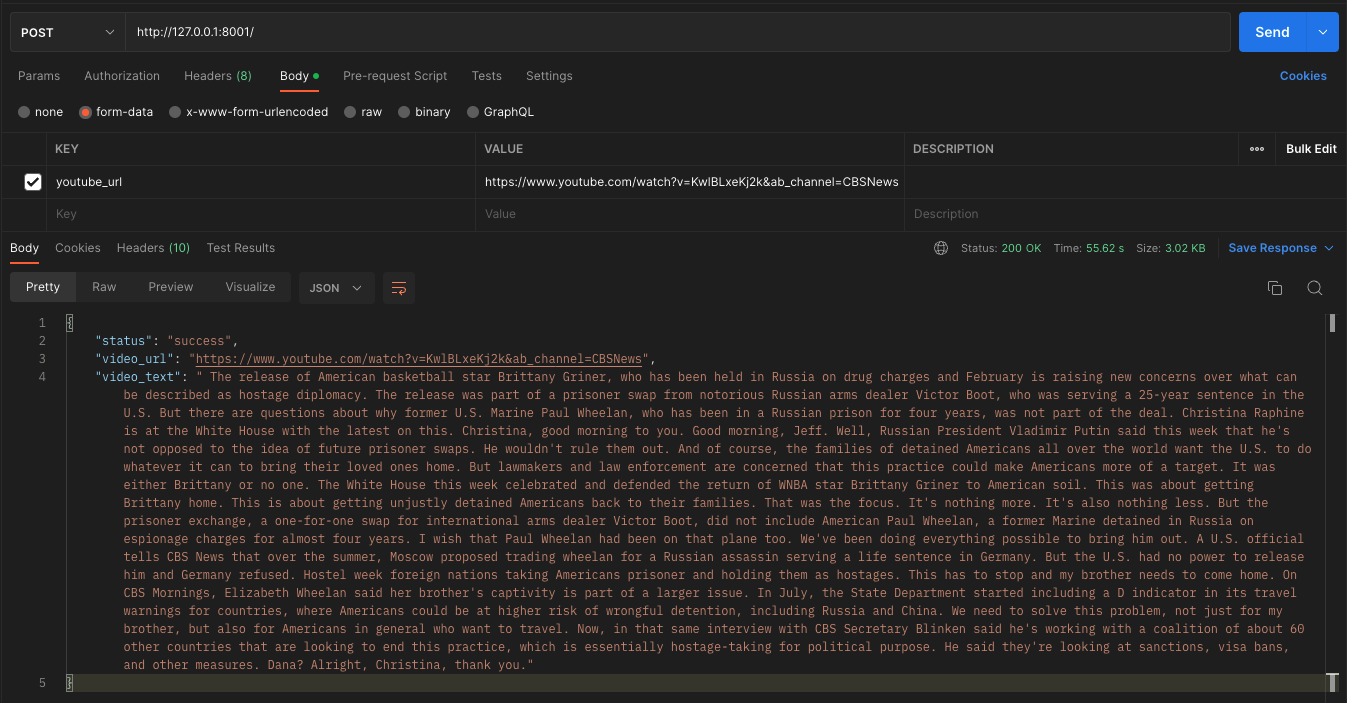 POST http://127.0.0.1:8001/ Send
Params Authorization Headers (8) Body Pre-request Script Tests Settings Cookies
none form-data x-www-form-urlencoded raw binary GraphQL
KEY VALUE DESCRIPTION ooo Bulk Edit
youtube_url https://www.youtube.com/watch?v=KwlBLxeKj2k&ab_channel=CBSNews
Key Value Description
Body Cookies Headers (10) Test Results Status: 200 OK Time: 55.62 s Size: 3.02 KB Save Response
Pretty Raw Preview Visualize JSON
1 {
2 "status": "success",
3 "video_url": "https://www.youtube.com/watch?v=KwlBLxeKj2k&ab_channel=CBSNews",
4 "video_text": " The release of American basketball star Brittany Griner, who has been held in Russia on drug charges and February is raising new concerns over what can
be described as hostage diplomacy. The release was part of a prisoner swap from notorious Russian arms dealer Victor Boot, who was serving a 25-year sentence in the
U.S. But there are questions about why former U.S. Marine Paul Wheelan, who has been in a Russian prison for four years, was not part of the deal. Christina Raphine
is at the White House with the latest on this. Christina, good morning to you. Good morning, Jeff. Well, Russian President Vladimir Putin said this week that he's
not opposed to the idea of future prisoner swaps. He wouldn't rule them out. And of course, the families of detained Americans all over the world want the U.S. to do
whatever it can to bring their loved ones home. But lawmakers and law enforcement are concerned that this practice could make Americans more of a target. It was
either Brittany or no one. The White House this week celebrated and defended the return of WNBA star Brittany Griner to American soil. This was about getting
Brittany home. This is about getting unjustly detained Americans back to their families. That was the focus. It's nothing more. It's also nothing less. But the
prisoner exchange, a one-for-one swap for international arms dealer Victor Boot, did not include American Paul Wheelan, a former Marine detained in Russia on
espionage charges for almost four years. I wish that Paul Wheelan had been on that plane too. We've been doing everything possible to bring him out. A U.S. official
tells CBS News that over the summer, Moscow proposed trading wheelan for a Russian assassin serving a life sentence in Germany. But the U.S. had no power to release
him and Germany refused. Hostel week foreign nations taking Americans prisoner and holding them as hostages. This has to stop and my brother needs to come home. On
CBS Mornings, Elizabeth Wheelan said her brother's captivity is part of a larger issue. In July, the State Department started including a D indicator in its travel
warnings for countries, where Americans could be at higher risk of wrongful detention, including Russia and China. We need to solve this problem, not just for my
brother, but also for Americans in general who want to travel. Now, in that same interview with CBS Secretary Blinken said he's working with a coalition of about 60
other countries that are looking to end this practice, which is essentially hostage-taking for political purpose. He said they're looking at sanctions, visa bans,
and other measures. Dana? Alright, Christina, thank you."
5 }